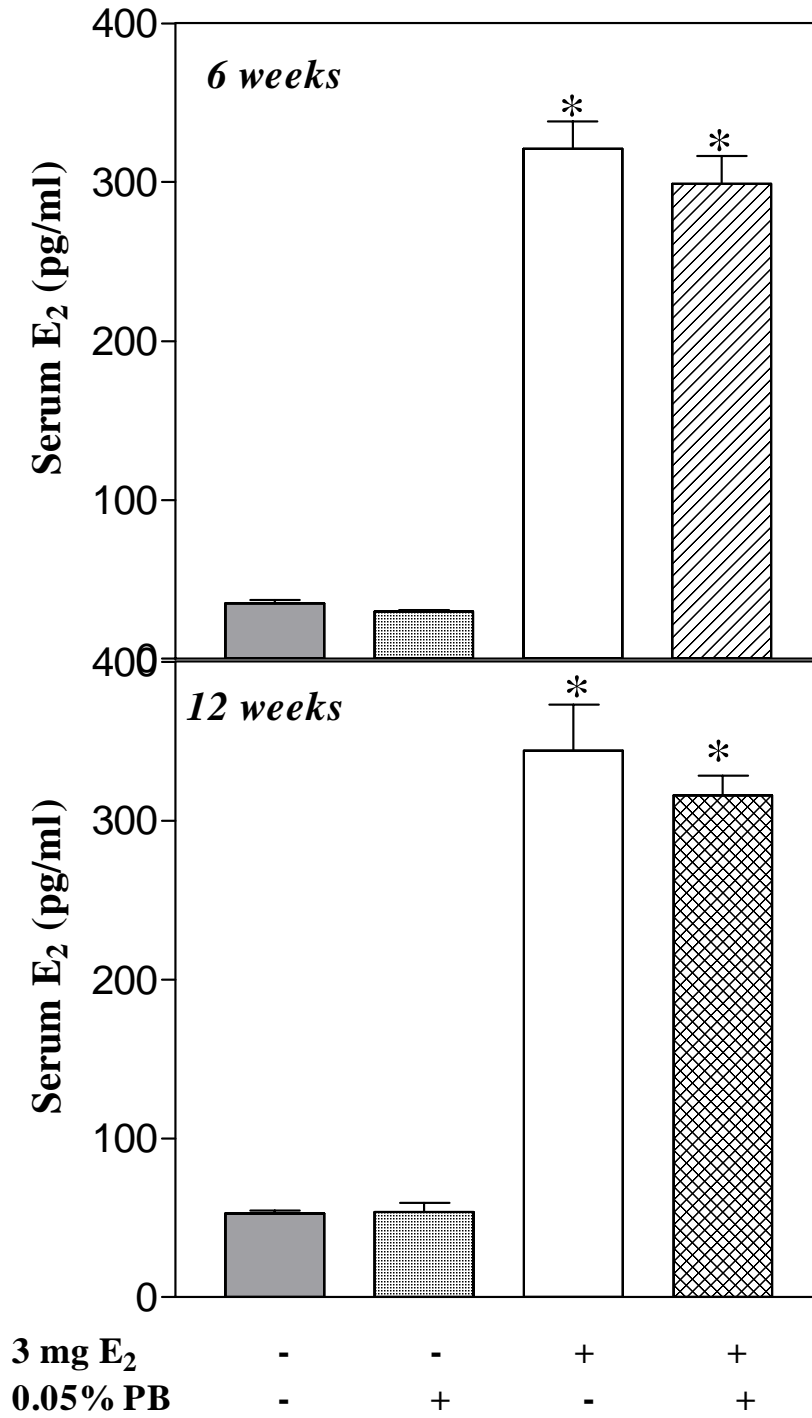 400
6 weeks
* *
300
Serum E₂ (pg/ml)
200
100
0
400
12 weeks
* *
300
Serum E₂ (pg/ml)
200
100
0
3 mg E₂ - - + +
0.05% PB - + - +